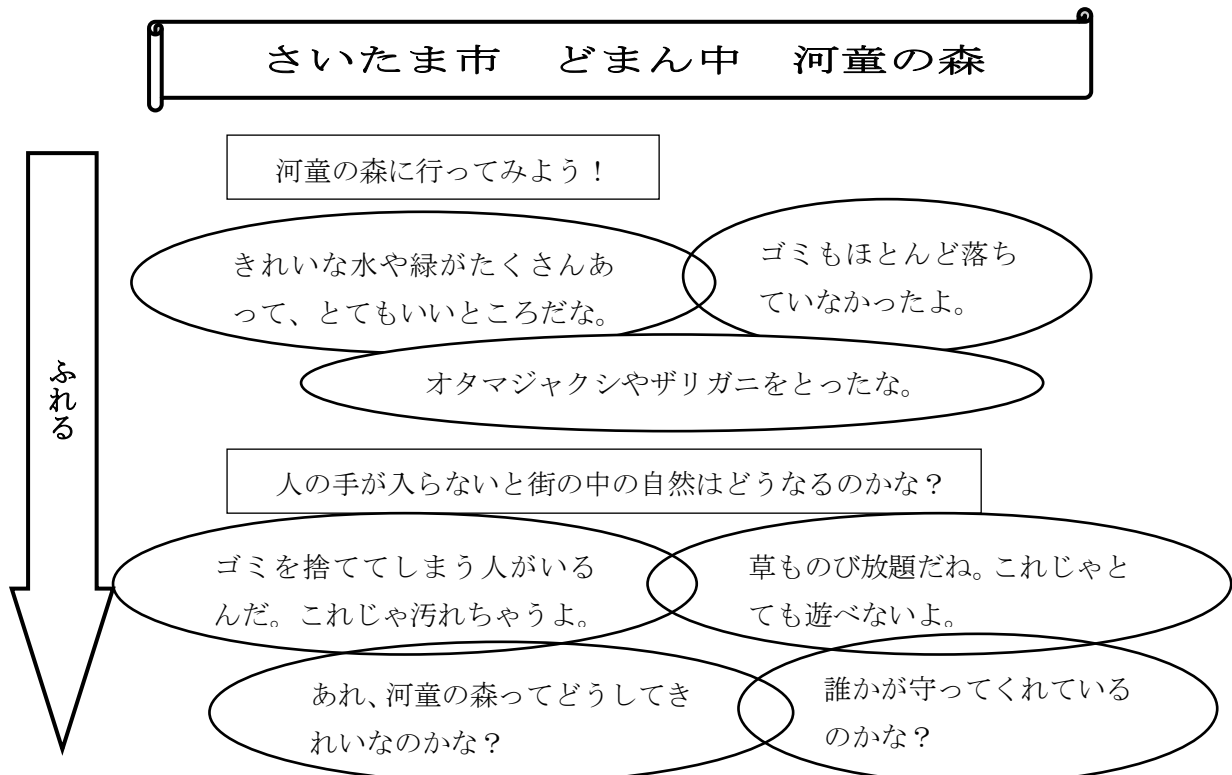 さいたま市　どまん中　河童の森
河童の森に行ってみよう！
きれいな水や緑がたくさんあ
って、とてもいいところだな。
ゴミもほとんど落ち
ていなかったよ。
オタマジャクシやザリガニをとったな。
ふれる
人の手が入らないと街の中の自然はどうなるのかな？
ゴミを捨ててしまう人がいる
んだ。これじゃ汚れちゃうよ。
草ものび放題だね。これじゃと
ても遊べないよ。
あれ、河童の森ってどうしてき
れいなのかな？
誰かが守ってくれている
のかな？